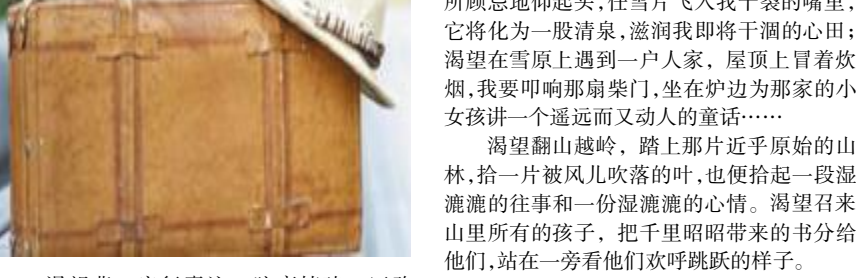 所顾忌地仰起头,任雪片飞入我干裂的嘴里,
它将化为一股清泉,滋润我即将干涸的心田;
渴望在雪原上遇到一户人家，屋顶上冒着炊
烟,我要叩响那扇柴门,坐在炉边为那家的小
女孩讲一个遥远而又动人的童话……
渴望翻山越岭，踏上那片近乎原始的山
林,拾一片被风儿吹落的叶,也便拾起一段湿
漉漉的往事和一份湿漉漉的心情。渴望召来
山里所有的孩子，把千里昭昭带来的书分给
他们,站在一旁看他们欢呼跳跃的样子。